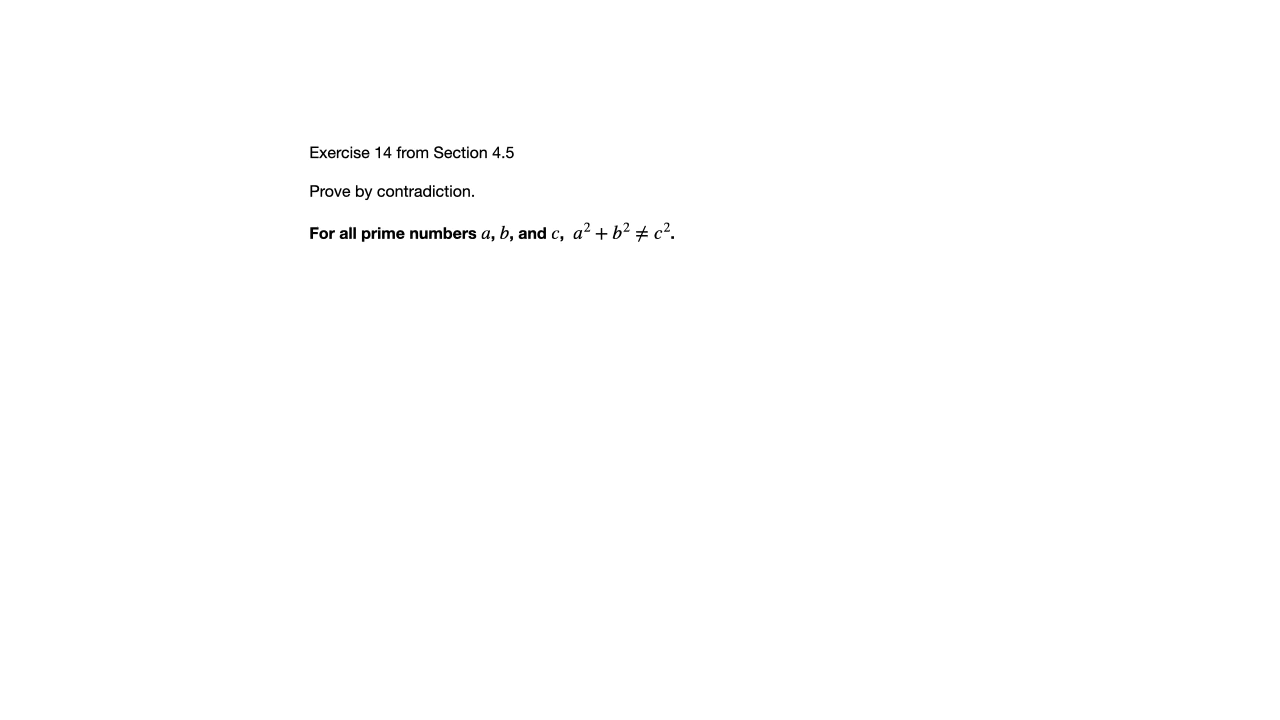 Exercise 14 from Section 4.5
Prove by contradiction.
For all prime numbers a, b, and c, a² + b² ≠ c².